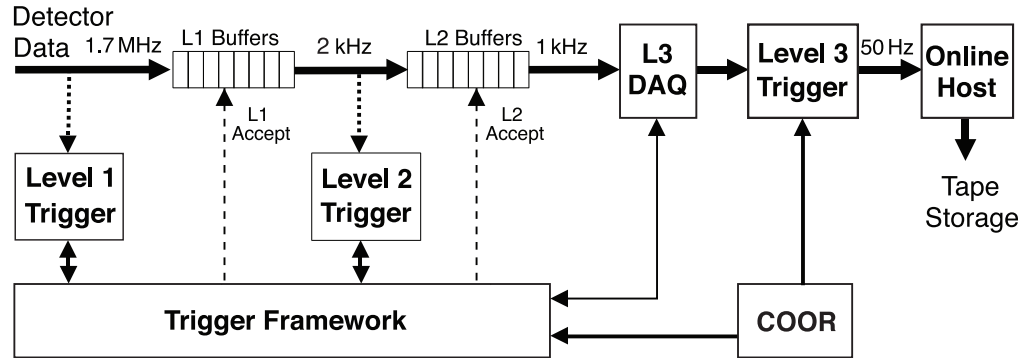 Detector
Data
1.7 MHz
L1 Buffers
2 kHz
L2 Buffers
1 kHz
L3
DAQ
Level 3
Trigger
50 Hz
Online
Host
L1
Accept
L2
Accept
Level 1
Trigger
Level 2
Trigger
Tape
Storage
Trigger Framework
COOR